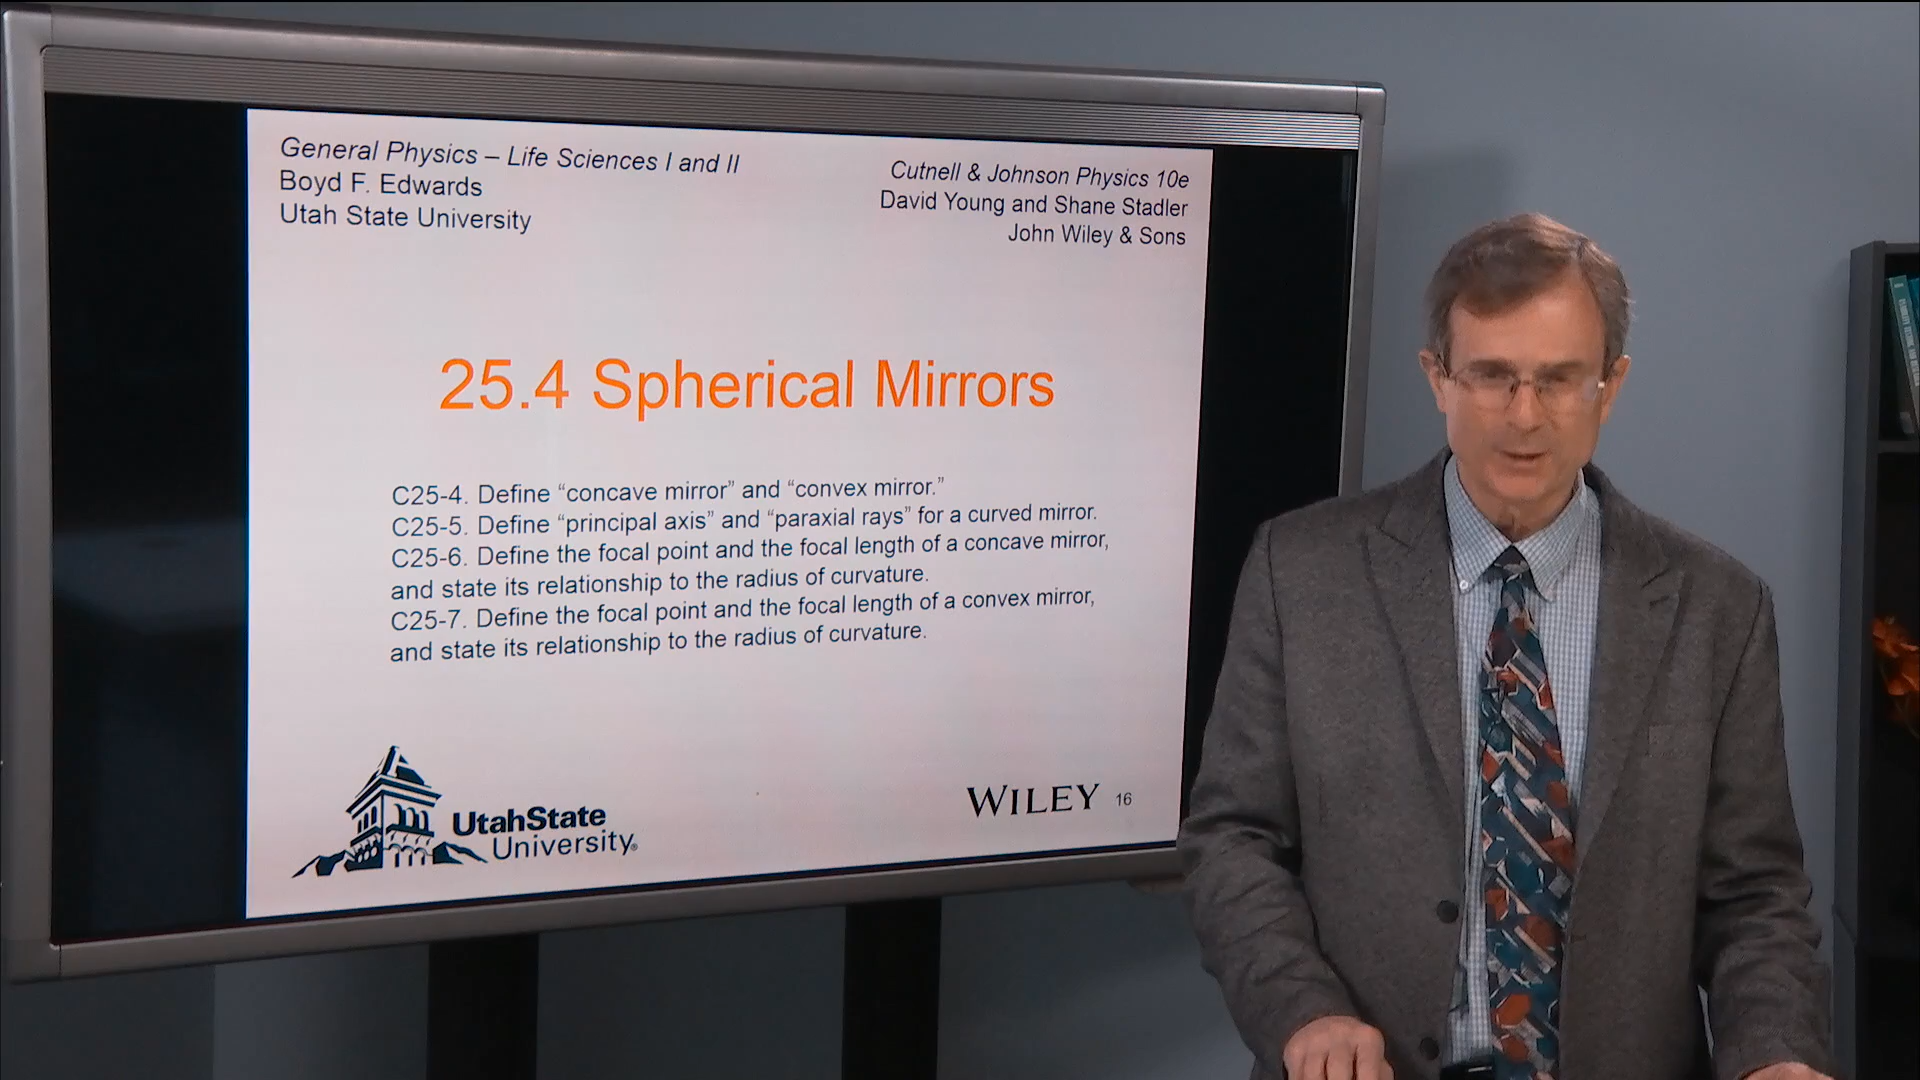 General Physics – Life Sciences I and II
Boyd F. Edwards
Utah State University
Cutnell & Johnson Physics 10e
David Young and Shane Stadler
John Wiley & Sons
25.4 Spherical Mirrors
C25-4. Define “concave mirror” and “convex mirror.”
C25-5. Define “principal axis” and “paraxial rays” for a curved mirror.
C25-6. Define the focal point and the focal length of a concave mirror,
and state its relationship to the radius of curvature.
C25-7. Define the focal point and the focal length of a convex mirror,
and state its relationship to the radius of curvature.
UtahState
University®
WILEY 16